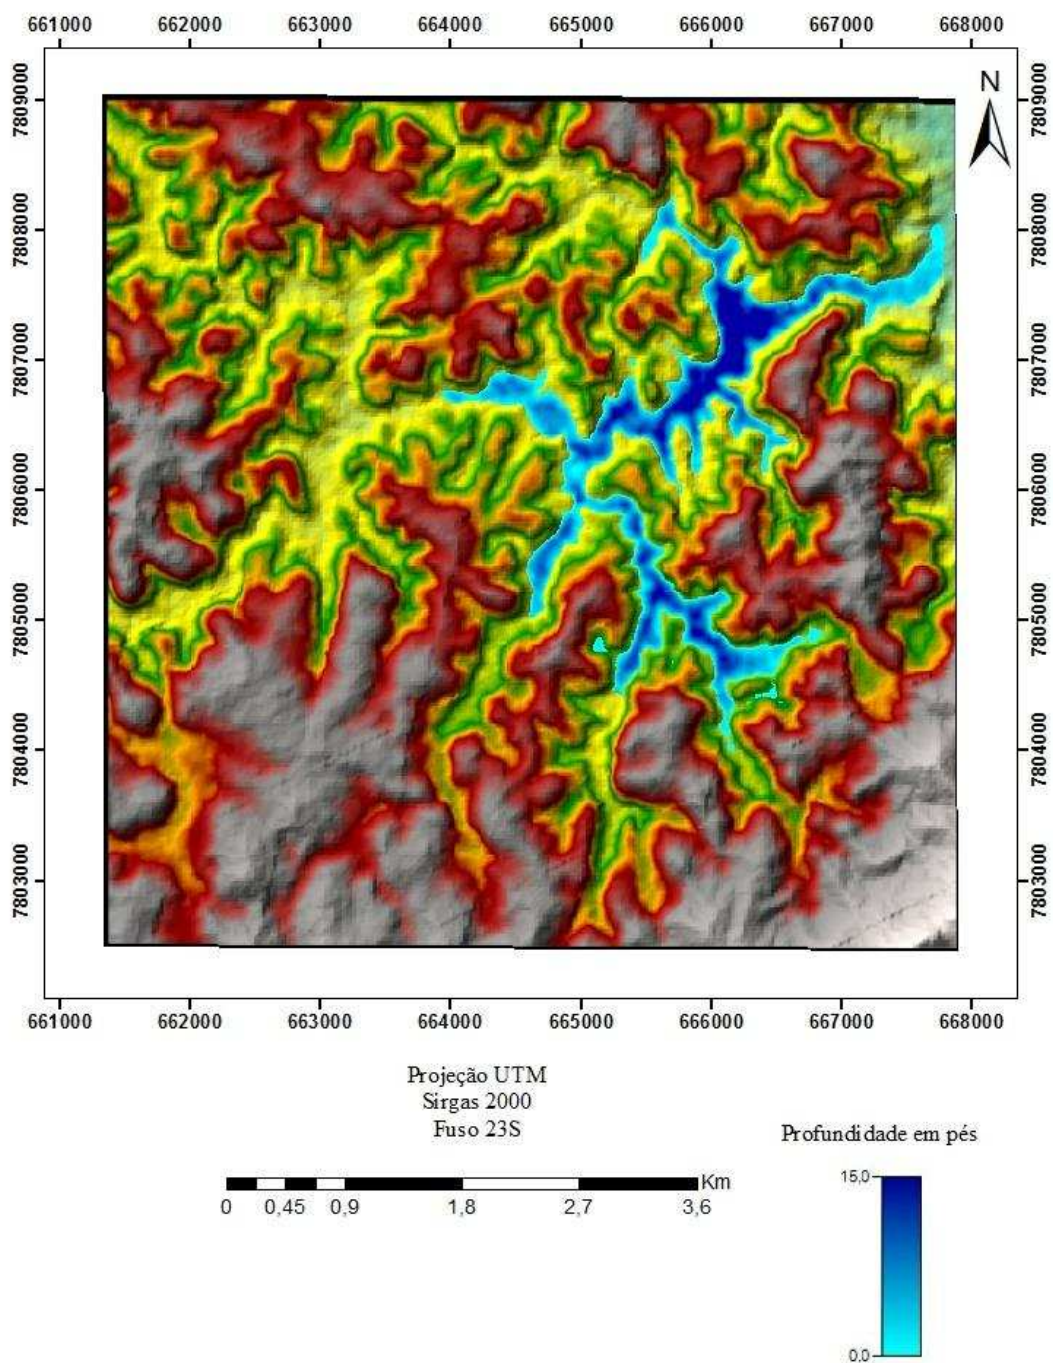 661000 662000 663000 664000 665000 666000 667000 668000
N
7809000 7809000
7808000 7808000
7807000 7807000
7806000 7806000
7805000 7805000
7804000 7804000
7803000 7803000
661000 662000 663000 664000 665000 666000 667000 668000
Projeção UTM
Sirgas 2000
Fuso 23S
Km
0 0,45 0,9 1,8 2,7 3,6
Profundidade em pés
15,0
0.0